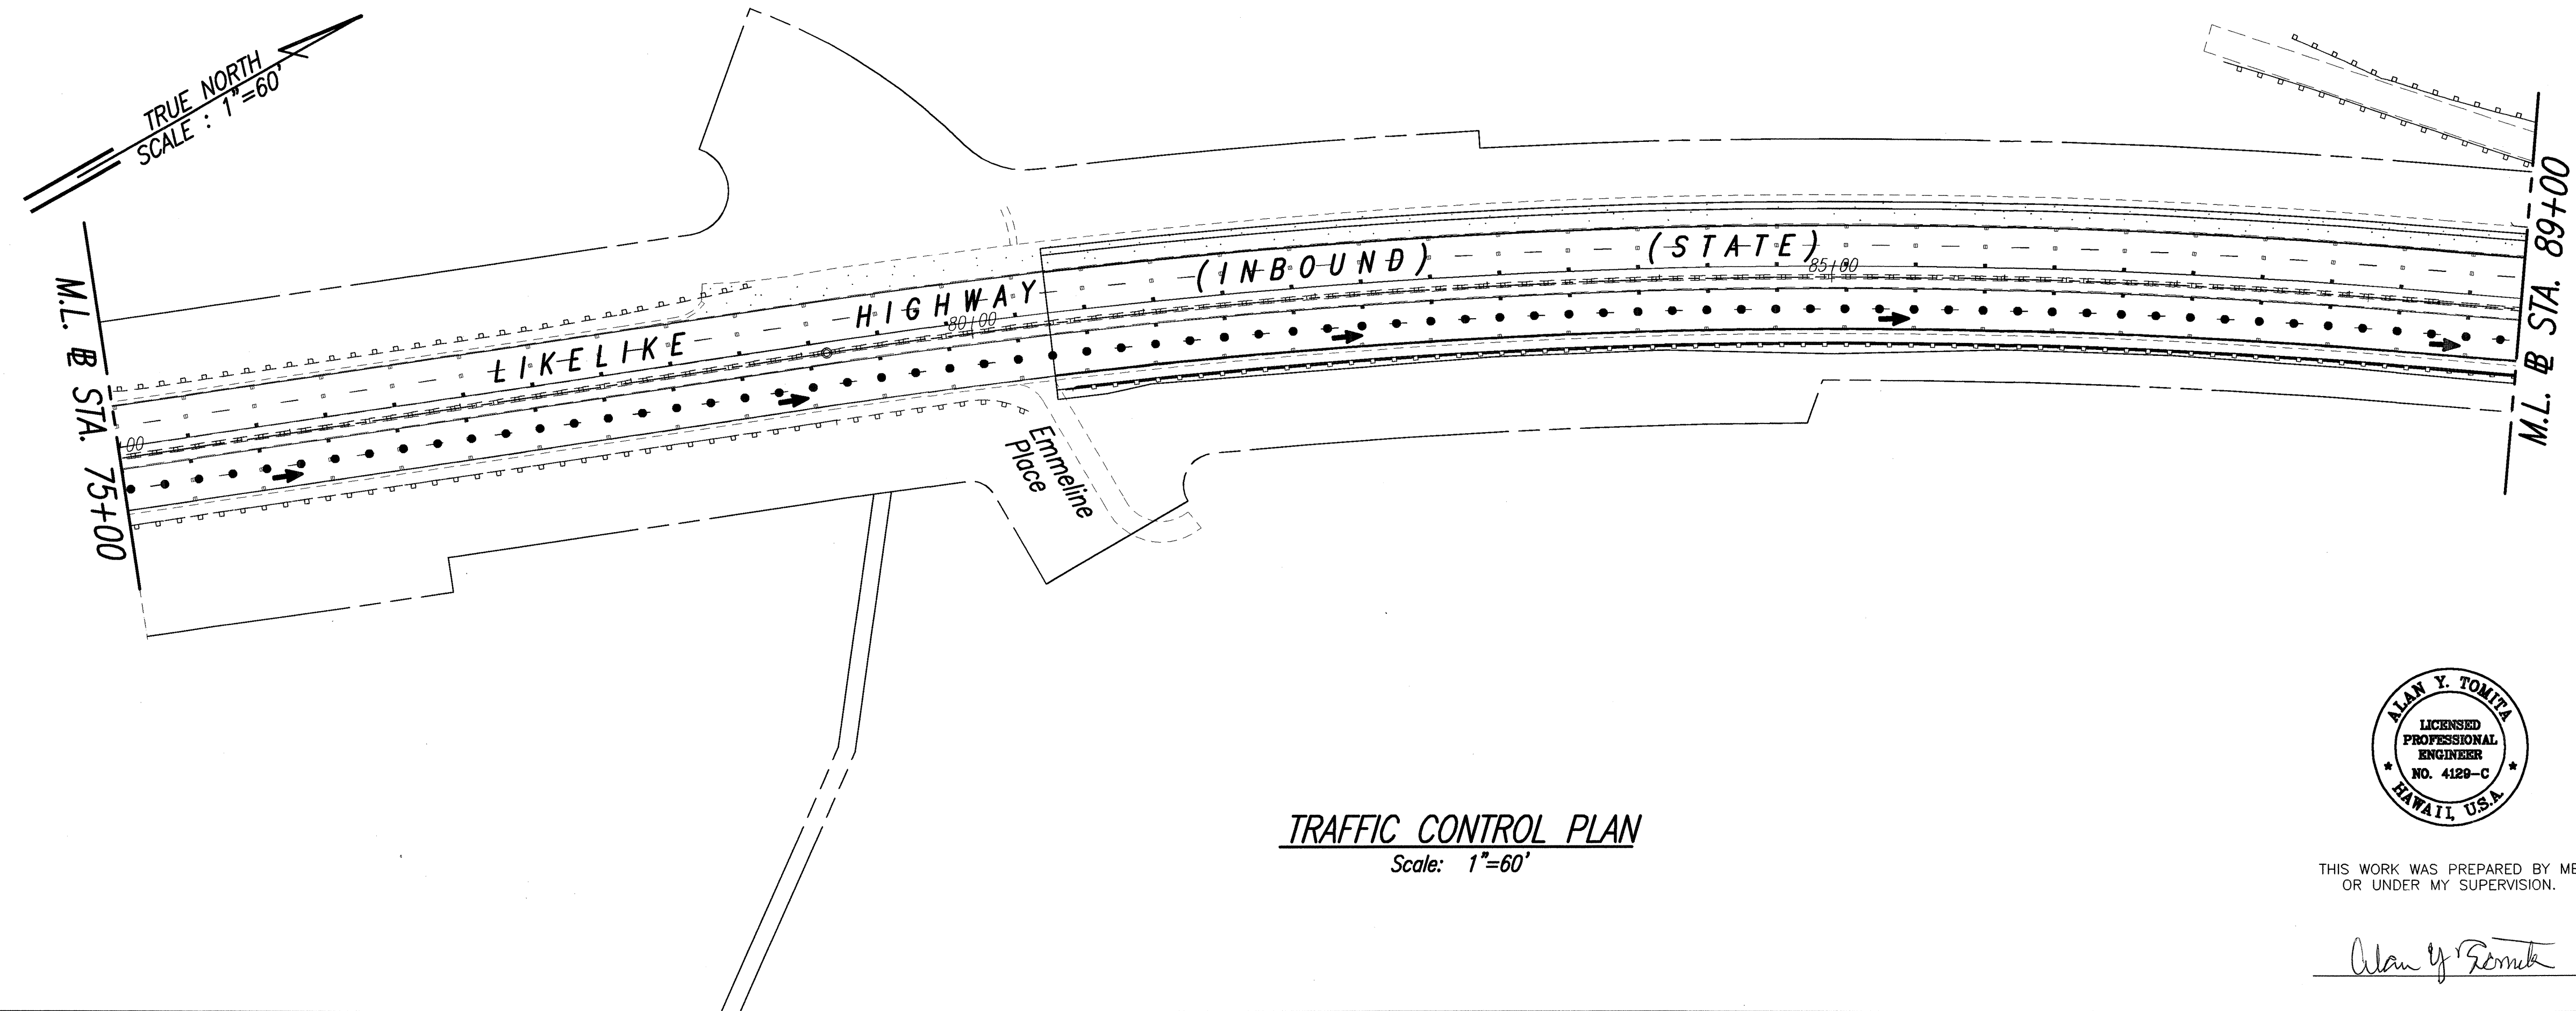 TRUE NORTH
SCALE : 1"=60'
M.L. ℄ STA. 75+00
00
LIKELIKE HIGHWAY (INBOUND) (STATE)
80+00
85+00
M.L. ℄ STA. 89+00
Emmeline
Place
TRAFFIC CONTROL PLAN
Scale: 1"=60'
ALAN Y. TOMITA
LICENSED
PROFESSIONAL
ENGINEER
NO. 4129-C
HAWAII, U.S.A.
THIS WORK WAS PREPARED BY ME
OR UNDER MY SUPERVISION.
Alan Y Tomita